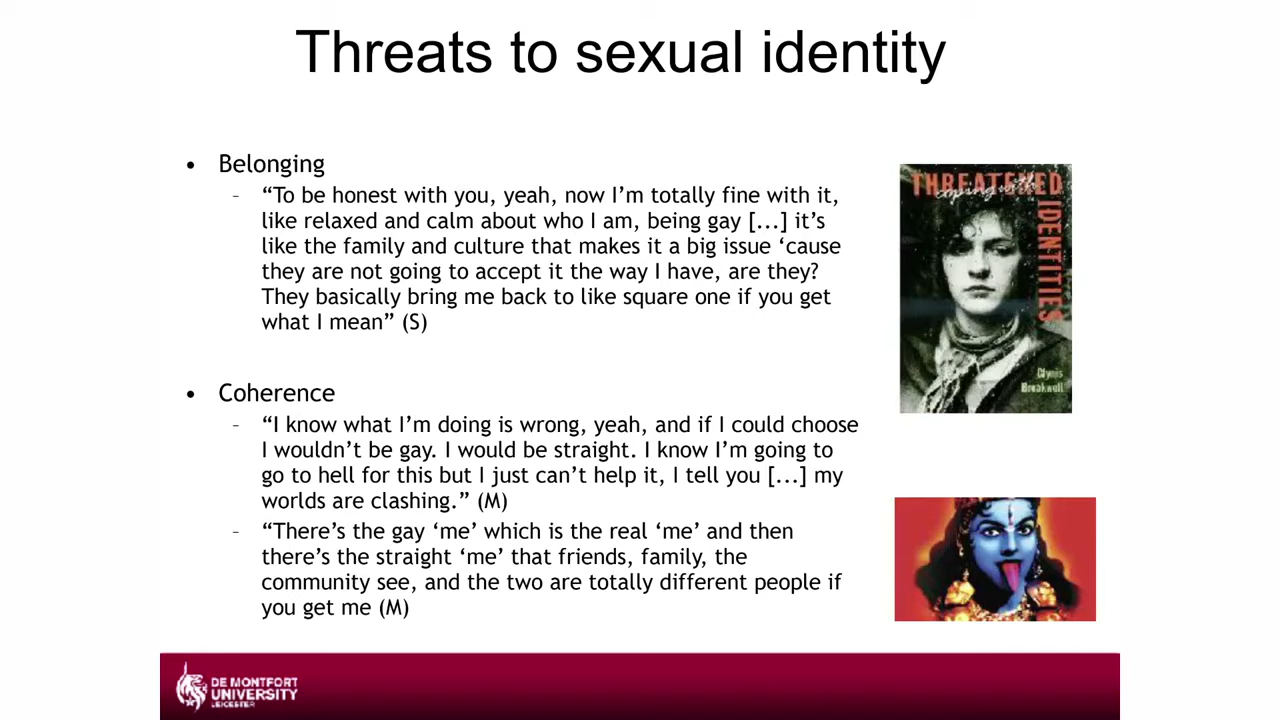 Threats to sexual identity
• Belonging
– “To be honest with you, yeah, now I’m totally fine with it,
like relaxed and calm about who I am, being gay [...] it’s
like the family and culture that makes it a big issue ‘cause
they are not going to accept it the way I have, are they?
They basically bring me back to like square one if you get
what I mean” (S)
• Coherence
– “I know what I’m doing is wrong, yeah, and if I could choose
I wouldn’t be gay. I would be straight. I know I’m going to
go to hell for this but I just can’t help it, I tell you [...] my
worlds are clashing.” (M)
– “There’s the gay ‘me’ which is the real ‘me’ and then
there’s the straight ‘me’ that friends, family, the
community see, and the two are totally different people if
you get me (M)
coping with
THREATENED
IDENTITIES
Glynis
Breakwell
DE MONTFORT
UNIVERSITY
LEICESTER